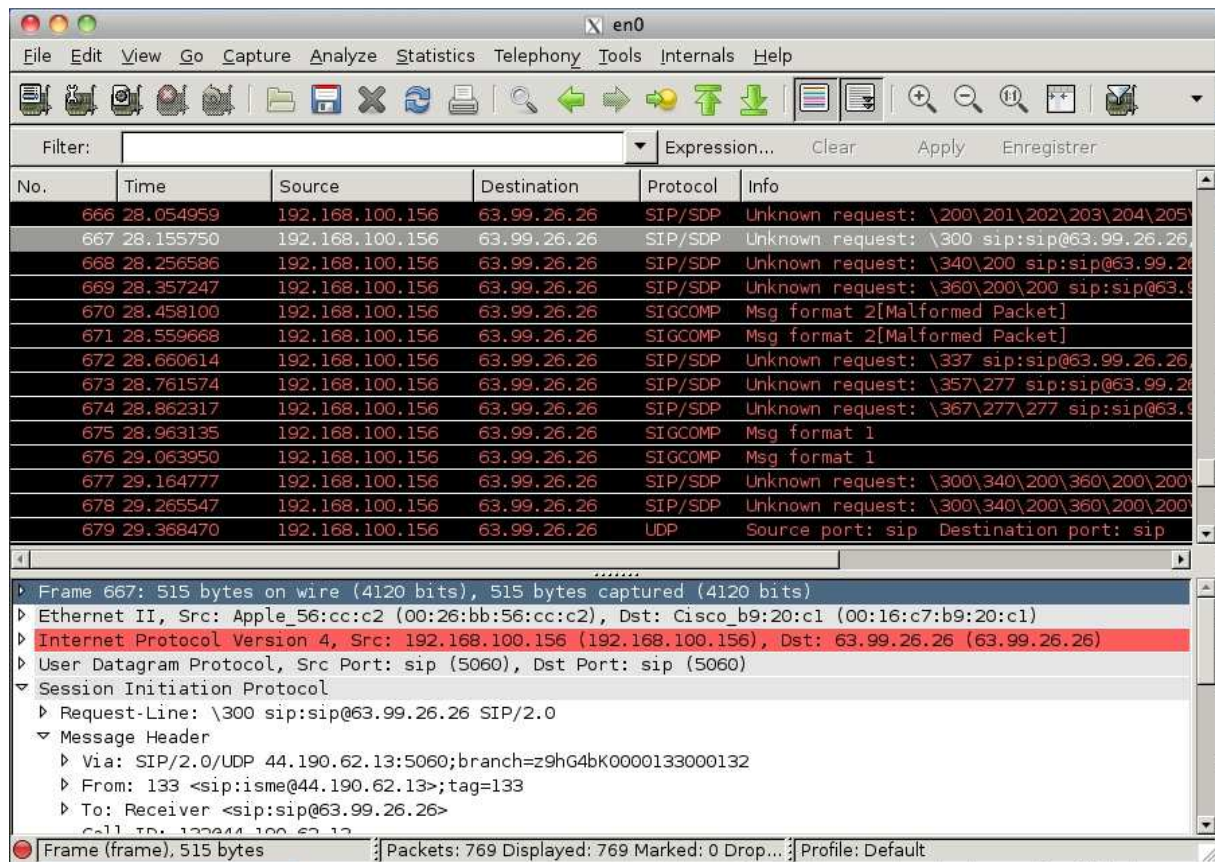 en0
File Edit View Go Capture Analyze Statistics Telephony Tools Internals Help
Filter: Expression... Clear Apply Enregistrer
No. Time Source Destination Protocol Info
666 28.054959 192.168.100.156 63.99.26.26 SIP/SDP Unknown request: \200\201\202\203\204\205\
667 28.155750 192.168.100.156 63.99.26.26 SIP/SDP Unknown request: \300 sip:sip@63.99.26.26,
668 28.256586 192.168.100.156 63.99.26.26 SIP/SDP Unknown request: \340\200 sip:sip@63.99.26
669 28.357247 192.168.100.156 63.99.26.26 SIP/SDP Unknown request: \360\200\200 sip:sip@63.9
670 28.458100 192.168.100.156 63.99.26.26 SIGCOMP Msg format 2[Malformed Packet]
671 28.559668 192.168.100.156 63.99.26.26 SIGCOMP Msg format 2[Malformed Packet]
672 28.660614 192.168.100.156 63.99.26.26 SIP/SDP Unknown request: \337 sip:sip@63.99.26.26,
673 28.761574 192.168.100.156 63.99.26.26 SIP/SDP Unknown request: \357\277 sip:sip@63.99.26
674 28.862317 192.168.100.156 63.99.26.26 SIP/SDP Unknown request: \367\277\277 sip:sip@63.9
675 28.963135 192.168.100.156 63.99.26.26 SIGCOMP Msg format 1
676 29.063950 192.168.100.156 63.99.26.26 SIGCOMP Msg format 1
677 29.164777 192.168.100.156 63.99.26.26 SIP/SDP Unknown request: \300\340\200\360\200\200\
678 29.265547 192.168.100.156 63.99.26.26 SIP/SDP Unknown request: \300\340\200\360\200\200\
679 29.368470 192.168.100.156 63.99.26.26 UDP Source port: sip Destination port: sip
Frame 667: 515 bytes on wire (4120 bits), 515 bytes captured (4120 bits)
Ethernet II, Src: Apple_56:cc:c2 (00:26:bb:56:cc:c2), Dst: Cisco_b9:20:c1 (00:16:c7:b9:20:c1)
Internet Protocol Version 4, Src: 192.168.100.156 (192.168.100.156), Dst: 63.99.26.26 (63.99.26.26)
User Datagram Protocol, Src Port: sip (5060), Dst Port: sip (5060)
Session Initiation Protocol
Request-Line: \300 sip:sip@63.99.26.26 SIP/2.0
Message Header
Via: SIP/2.0/UDP 44.190.62.13:5060;branch=z9hG4bK0000133000132
From: 133 <sip:isme@44.190.62.13>;tag=133
To: Receiver <sip:sip@63.99.26.26>
Frame (frame), 515 bytes Packets: 769 Displayed: 769 Marked: 0 Drop... Profile: Default